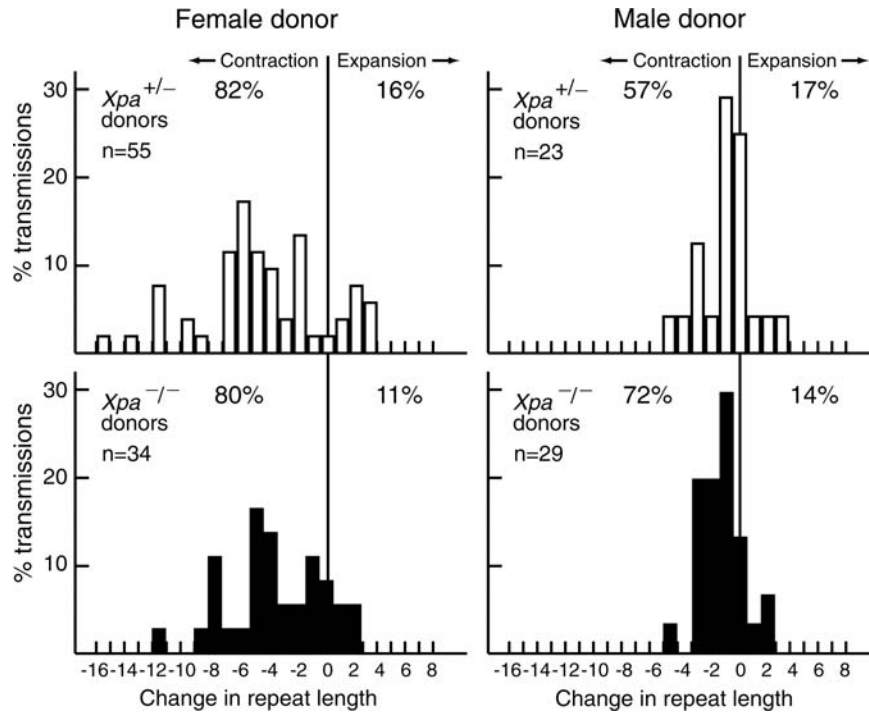 Female donor
Male donor
← Contraction Expansion →
← Contraction Expansion →
% transmissions
30
20
10
Xpa+/− 82% 16%
donors
n=55
Xpa+/− 57% 17%
donors
n=23
% transmissions
30
20
10
Xpa−/− 80% 11%
donors
n=34
Xpa−/− 72% 14%
donors
n=29
-16 -14 -12 -10 -8 -6 -4 -2 0 2 4 6 8
-16 -14 -12 -10 -8 -6 -4 -2 0 2 4 6 8
Change in repeat length
Change in repeat length